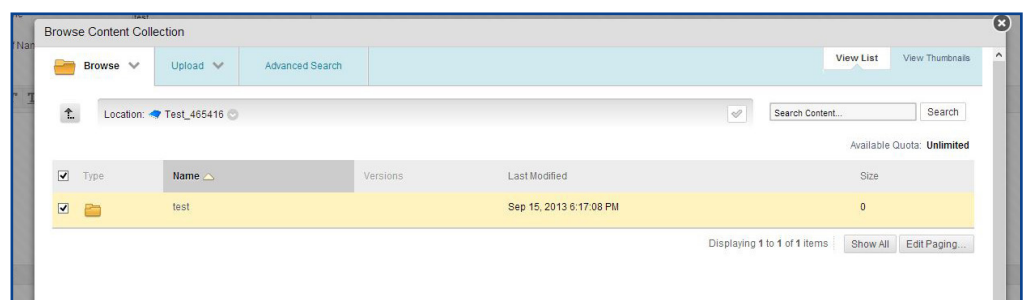 Test
Browse Content Collection
Nan
Browse Upload Advanced Search View List View Thumbnails
Location: Test_465416 Search Content... Search
Available Quota: Unlimited
Type Name Versions Last Modified Size
test Sep 15, 2013 6:17:08 PM 0
Displaying 1 to 1 of 1 items Show All Edit Paging...